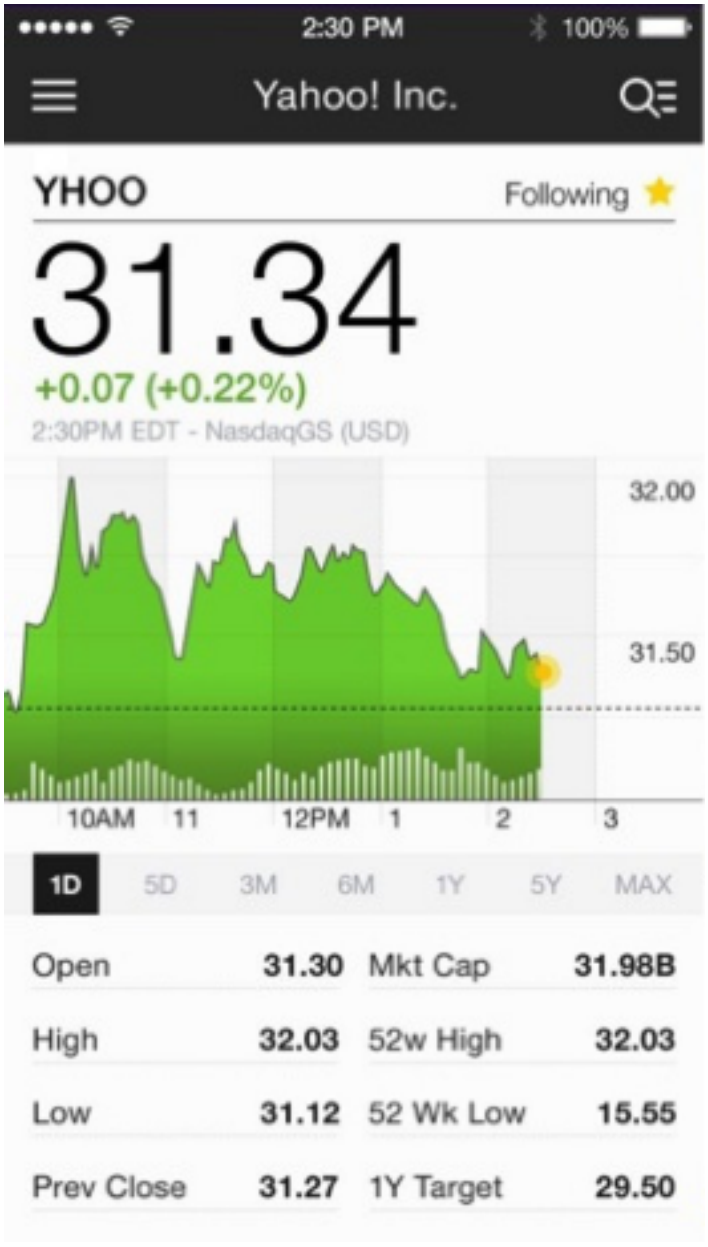 2:30 PM 100%
Yahoo! Inc.
YHOO Following
31.34
+0.07 (+0.22%)
2:30PM EDT - NasdaqGS (USD)
32.00
31.50
10AM 11 12PM 1 2 3
1D 5D 3M 6M 1Y 5Y MAX
Open 31.30 Mkt Cap 31.98B
High 32.03 52w High 32.03
Low 31.12 52 Wk Low 15.55
Prev Close 31.27 1Y Target 29.50